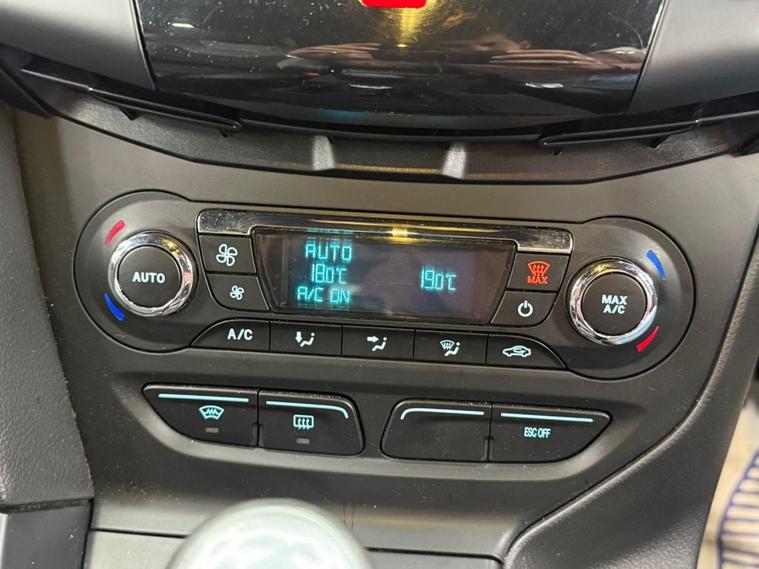 AUTO
AUTO
18.0°C
19.0°C
A/C ON
MAX
MAX
A/C
A/C
ESC OFF